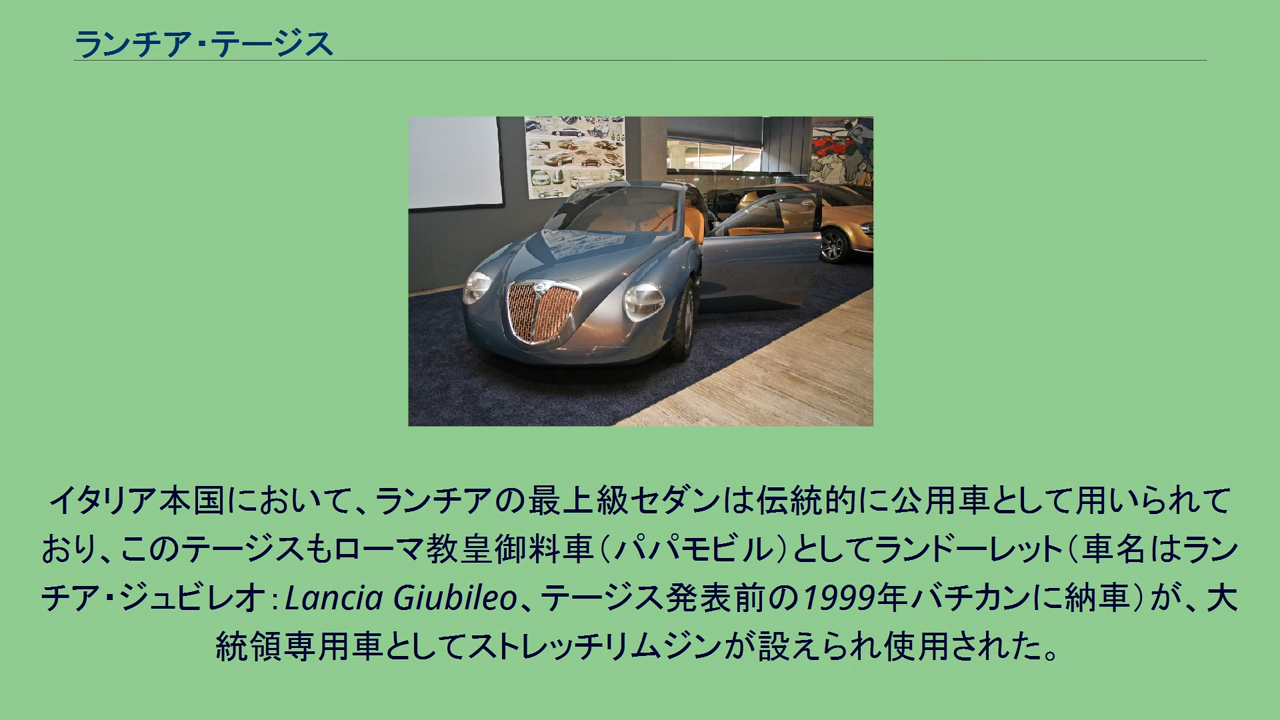 ランチア・テージス
イタリア本国において、ランチアの最上級セダンは伝統的に公用車として用いられて
おり、このテージスもローマ教皇御料車（パパモビル）としてランドーレット（車名はラン
チア・ジュビレオ：Lancia Giubileo、テージス発表前の1999年バチカンに納車）が、大
統領専用車としてストレッチリムジンが設えられ使用された。